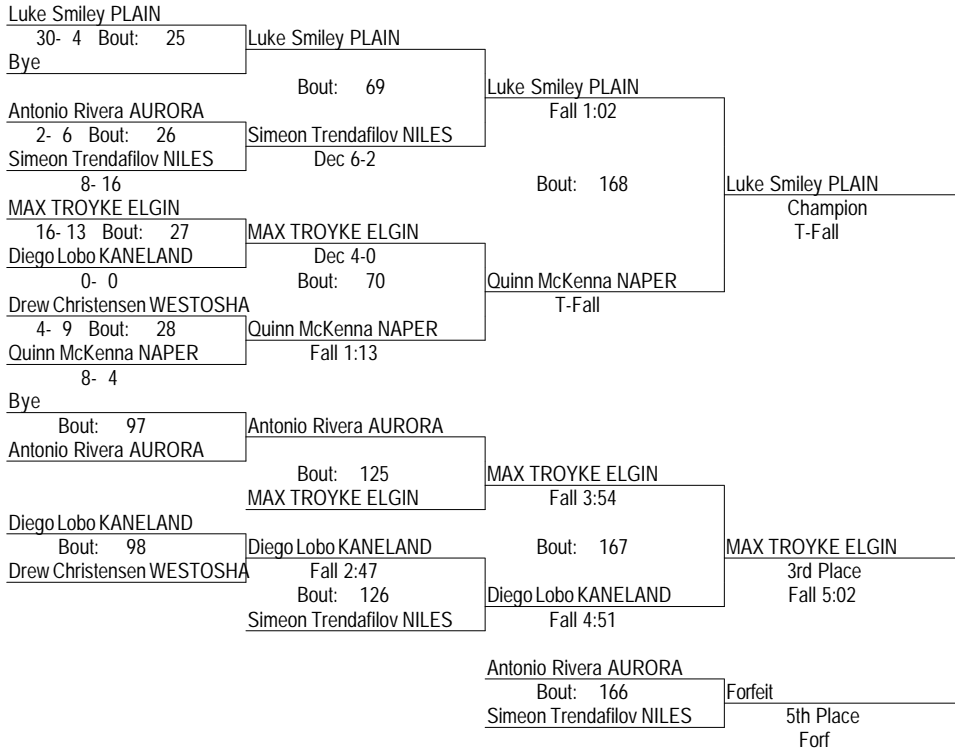 Luke Smiley PLAIN
30- 4 Bout: 25
Luke Smiley PLAIN
Bye
Bout: 69
Luke Smiley PLAIN
Antonio Rivera AURORA
Fall 1:02
2- 6 Bout: 26
Simeon Trendafilov NILES
Simeon Trendafilov NILES
Dec 6-2
8- 16
Bout: 168
Luke Smiley PLAIN
MAX TROYKE ELGIN
Champion
16- 13 Bout: 27
MAX TROYKE ELGIN
T-Fall
Diego Lobo KANELAND
Dec 4-0
0- 0
Bout: 70
Quinn McKenna NAPER
Drew Christensen WESTOSHA
T-Fall
4- 9 Bout: 28
Quinn McKenna NAPER
Quinn McKenna NAPER
Fall 1:13
8- 4
Bye
Bout: 97
Antonio Rivera AURORA
Antonio Rivera AURORA
Bout: 125
MAX TROYKE ELGIN
MAX TROYKE ELGIN
Fall 3:54
Diego Lobo KANELAND
Bout: 98
Diego Lobo KANELAND
Bout: 167
MAX TROYKE ELGIN
Drew Christensen WESTOSHA
Fall 2:47
3rd Place
Bout: 126
Diego Lobo KANELAND
Fall 5:02
Simeon Trendafilov NILES
Fall 4:51
Antonio Rivera AURORA
Bout: 166
Forfeit
Simeon Trendafilov NILES
5th Place
Forf